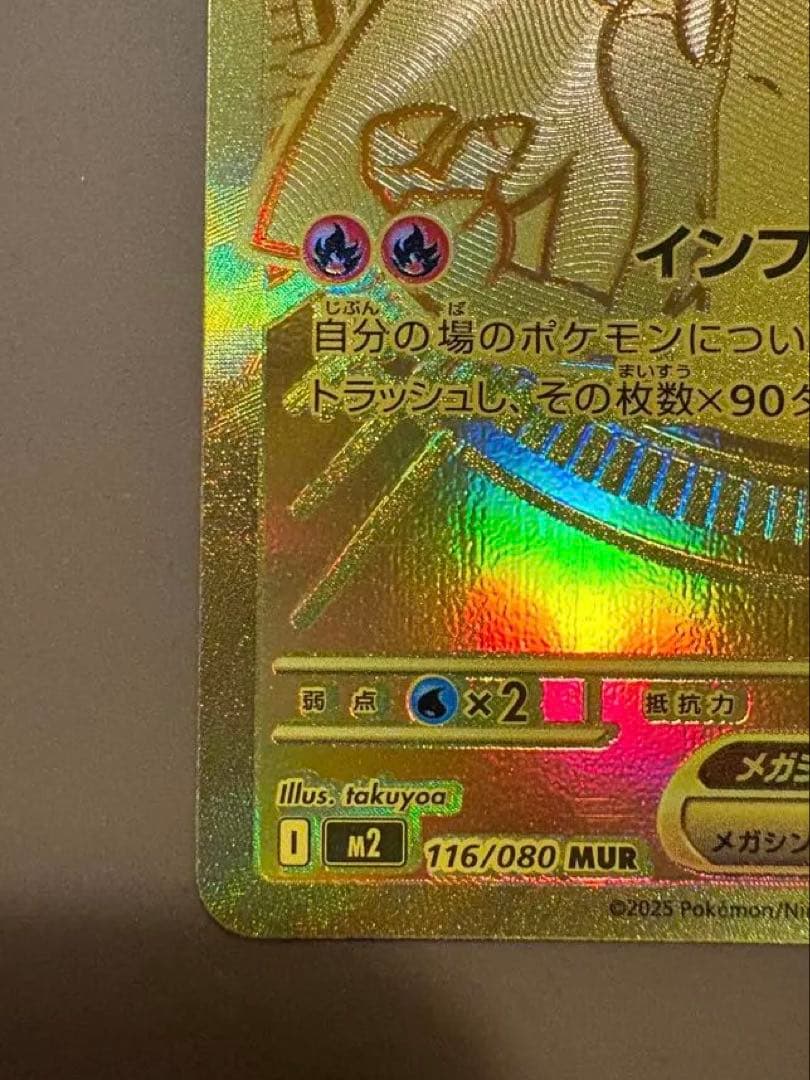 インフ
じぶん ば
自分の場のポケモンについ
まいすう
トラッシュし、その枚数×90ダ
弱点 ×2 抵抗力
メガシ
Illus. takuyoa
メガシン
I M2 116/080 MUR
©2025 Pokémon/Ni